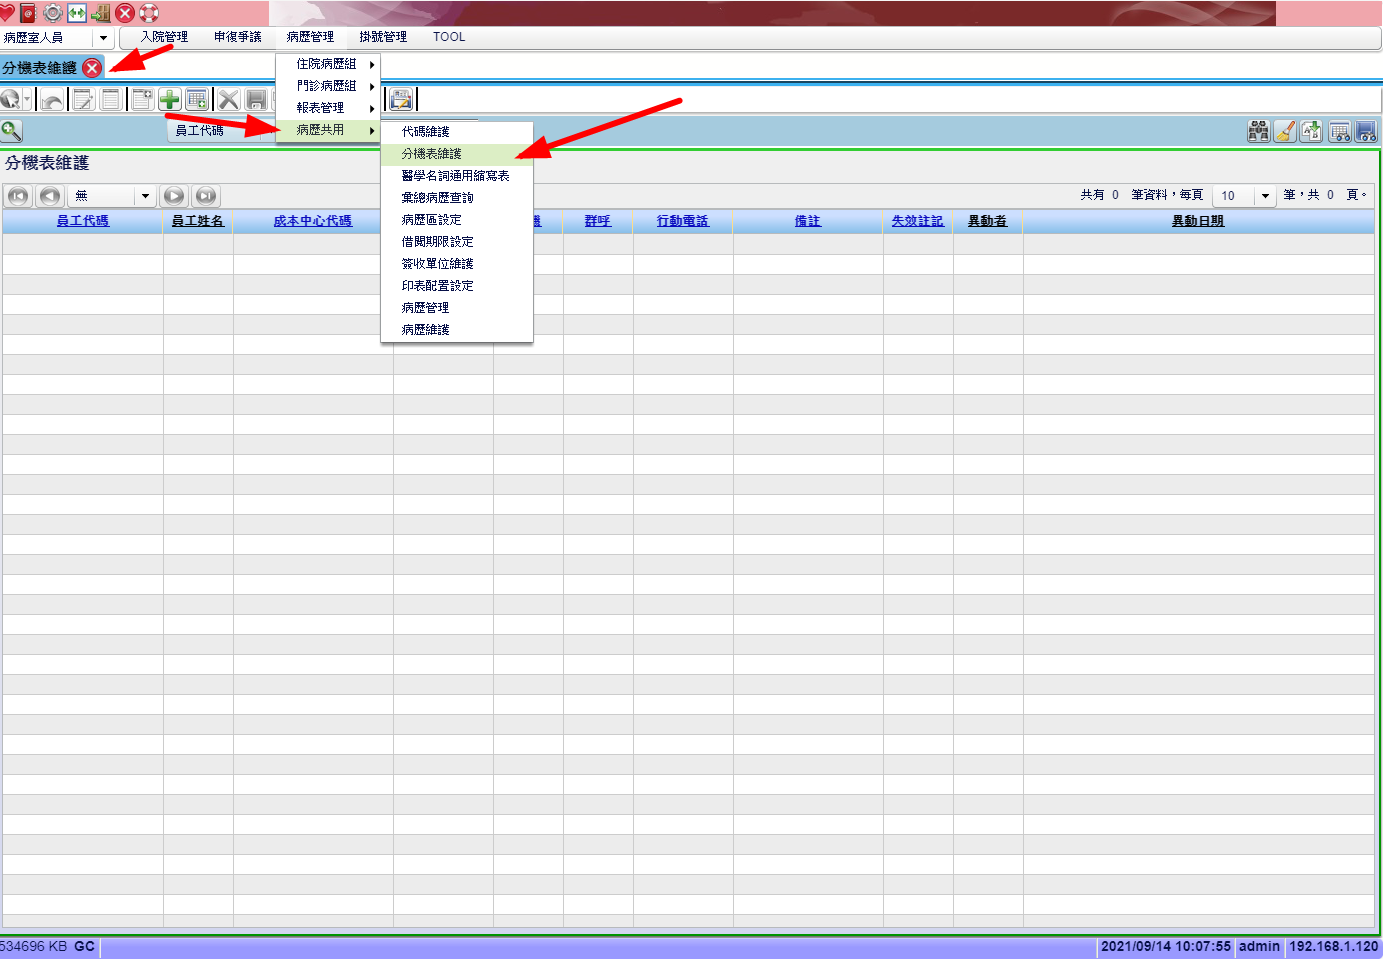 病歷室人員 入院管理 申復爭議 病歷管理 掛號管理 TOOL
分機表維護
住院病歷組
門診病歷組
報表管理
病歷共用
員工代碼
代碼維護
分機表維護
醫學名詞通用縮寫表
彙總病歷查詢
病歷區設定
借閱期限設定
簽收單位維護
印表配置設定
病歷管理
病歷維護
分機表維護
無 共有 0 筆資料，每頁 10 筆，共 0 頁。
員工代碼 員工姓名 成本中心代碼 群呼 行動電話 備註 失效註記 異動者 異動日期
534696 KB GC 2021/09/14 10:07:55 admin 192.168.1.120